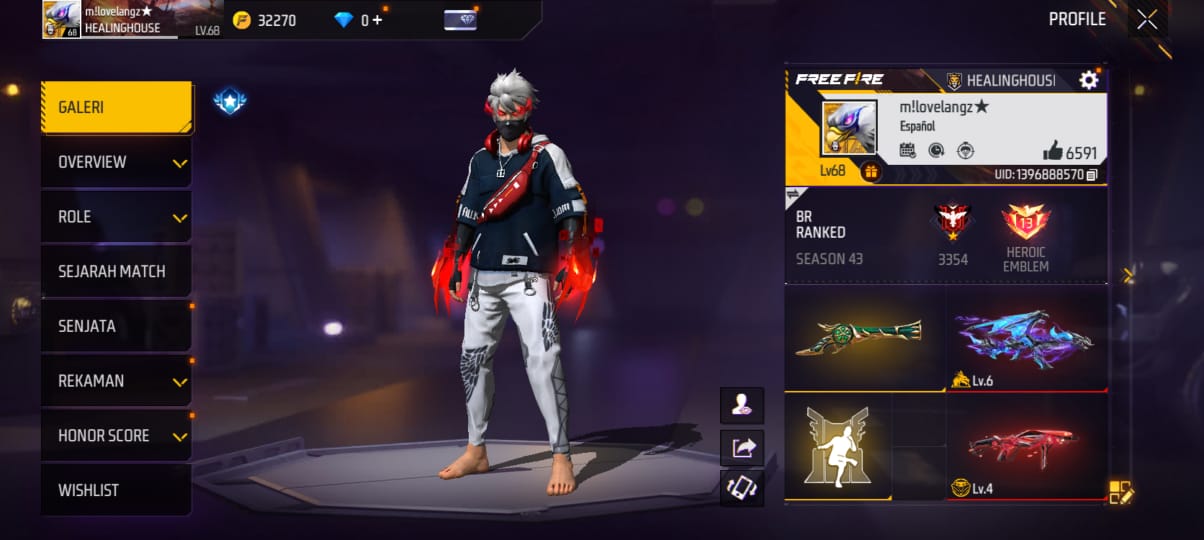 m!lovelangz★
HEALINGHOUSE
68
LV.68
32270
0+
PROFILE
GALERI
OVERVIEW
ROLE
SEJARAH MATCH
SENJATA
REKAMAN
HONOR SCORE
WISHLIST
FREE FIRE
HEALINGHOUSI
m!lovelangz★
Español
6591
Lv68
UID:1396888570
BR
RANKED
SEASON 43
3354
13
HEROIC
EMBLEM
Lv.6
Lv.4